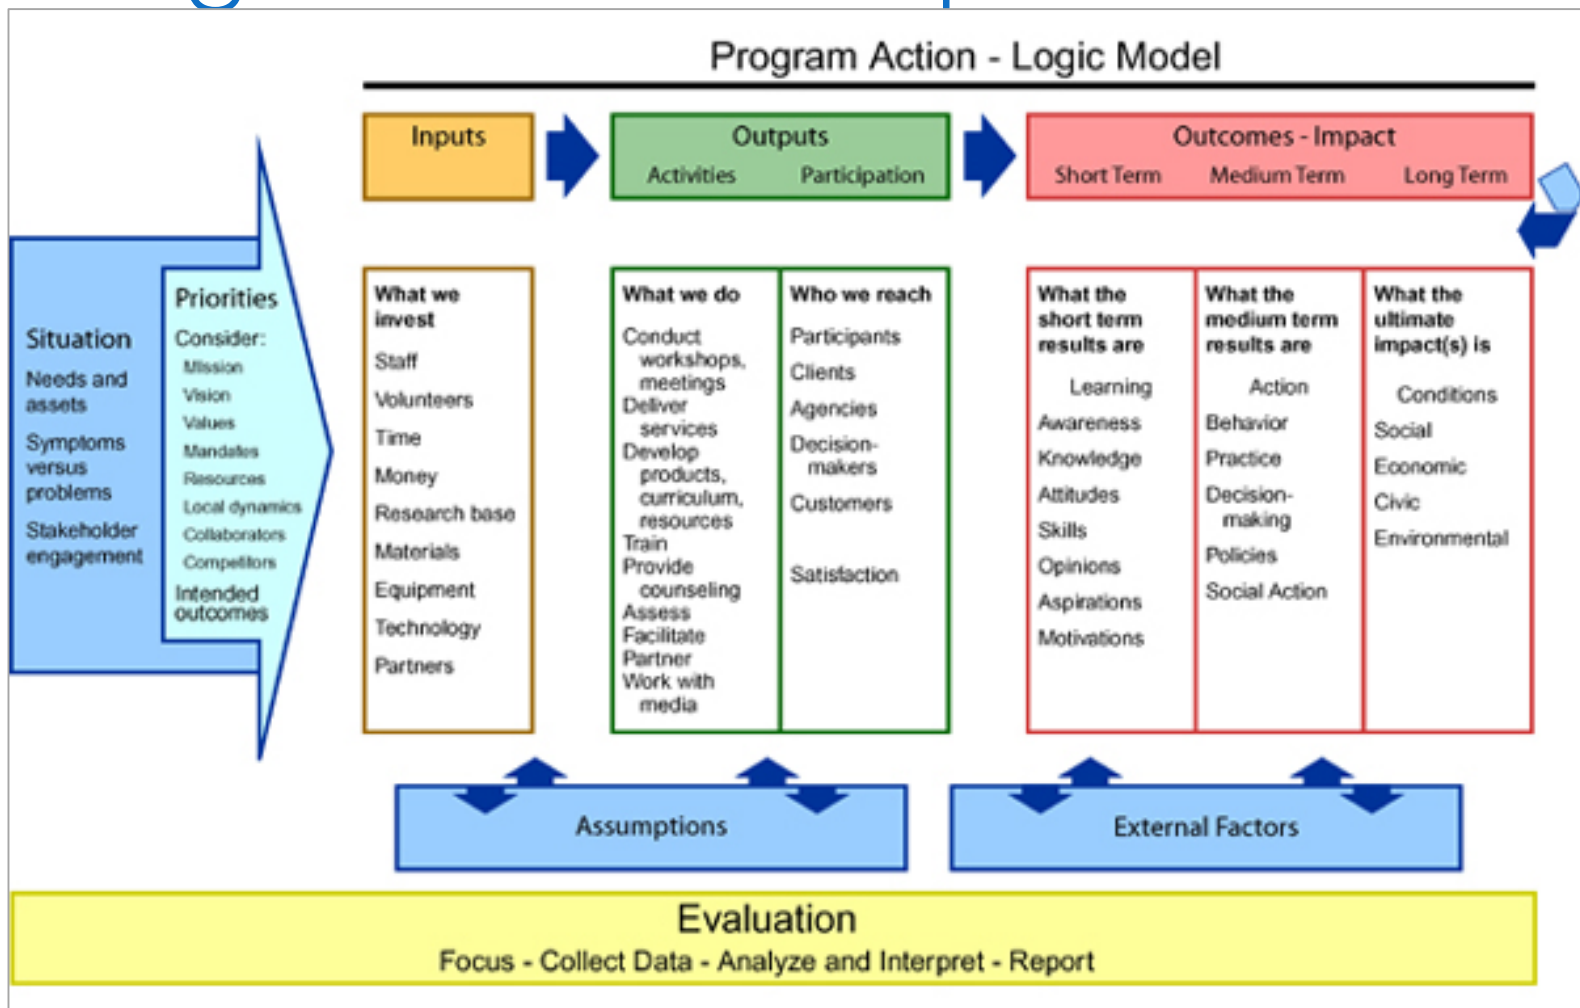 Program Action - Logic Model
Inputs
Outputs
Activities Participation
Outcomes - Impact
Short Term Medium Term Long Term
Situation
Needs and
assets
Symptoms
versus
problems
Stakeholder
engagement
Priorities
Consider:
Mission
Vision
Values
Mandates
Resources
Local dynamics
Collaborators
Competitors
Intended
outcomes
What we
invest
Staff
Volunteers
Time
Money
Research base
Materials
Equipment
Technology
Partners
What we do
Conduct
workshops,
meetings
Deliver
services
Develop
products,
curriculum,
resources
Train
Provide
counseling
Assess
Facilitate
Partner
Work with
media
Who we reach
Participants
Clients
Agencies
Decision-
makers
Customers
Satisfaction
What the
short term
results are
Learning
Awareness
Knowledge
Attitudes
Skills
Opinions
Aspirations
Motivations
What the
medium term
results are
Action
Behavior
Practice
Decision-
making
Policies
Social Action
What the
ultimate
impact(s) is
Conditions
Social
Economic
Civic
Environmental
Assumptions
External Factors
Evaluation
Focus - Collect Data - Analyze and Interpret - Report